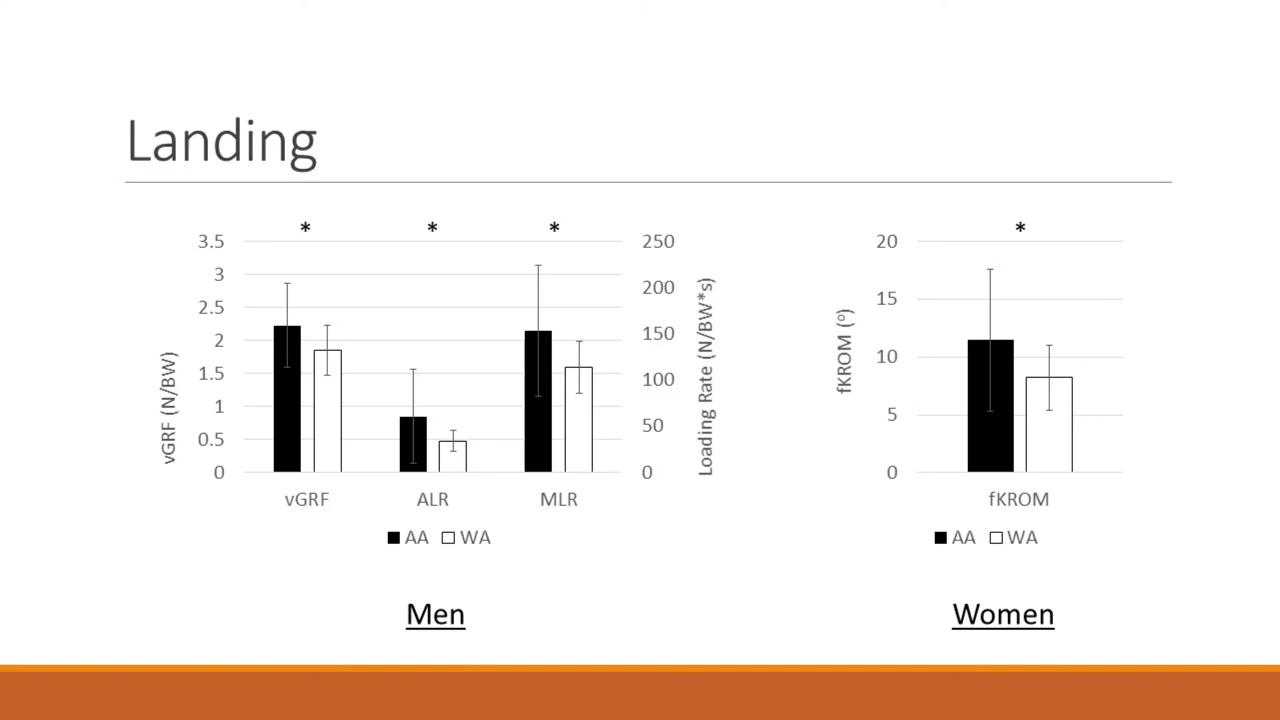 Landing
* * *
3.5
3
2.5
2
1.5
1
0.5
0
vGRF (N/BW)
250
200
150
100
50
0
Loading Rate (N/BW*s)
vGRF ALR MLR
AA WA
Men
*
20
15
10
5
0
fKROM (º)
fKROM
AA WA
Women